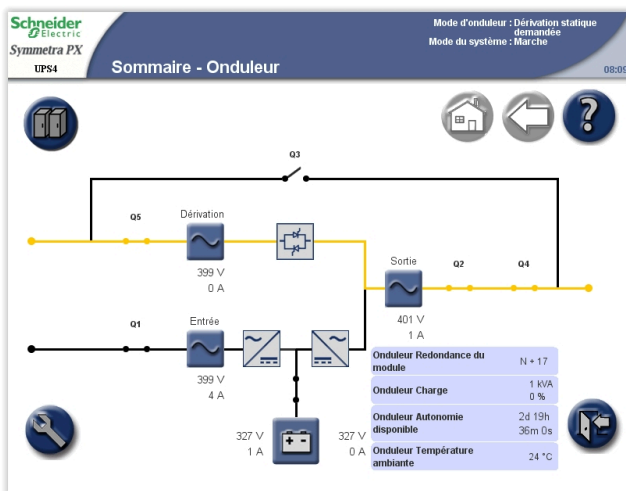 Schneider
Electric
Symmetra PX
UPS4
Sommaire - Onduleur
Mode d'onduleur : Dérivation statique
demandée
Mode du système : Marche
08:09
Q3
Q5
Dérivation
399 V
0 A
Sortie
Q2
Q4
401 V
1 A
Q1
Entrée
399 V
4 A
327 V
1 A
327 V
0 A
Onduleur Redondance du
module
N + 17
Onduleur Charge
1 kVA
0 %
Onduleur Autonomie
disponible
2d 19h
36m 0s
Onduleur Température
ambiante
24 °C